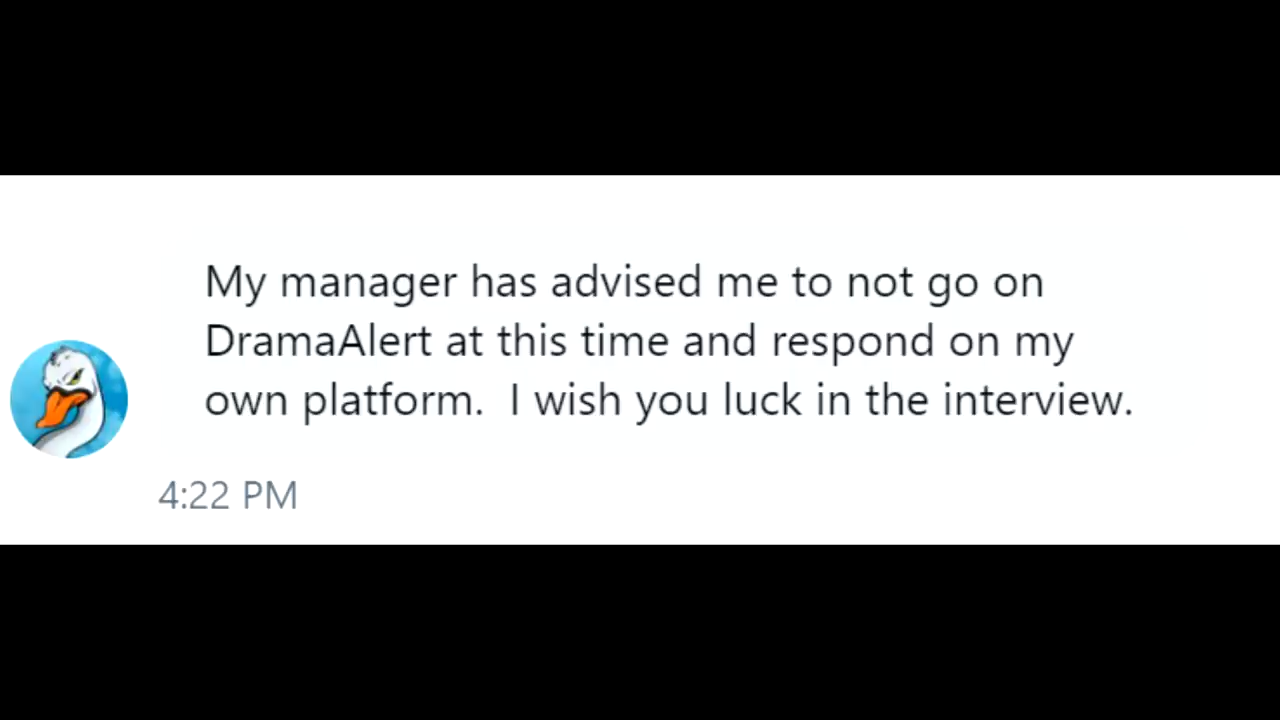 My manager has advised me to not go on
DramaAlert at this time and respond on my
own platform.  I wish you luck in the interview.
4:22 PM